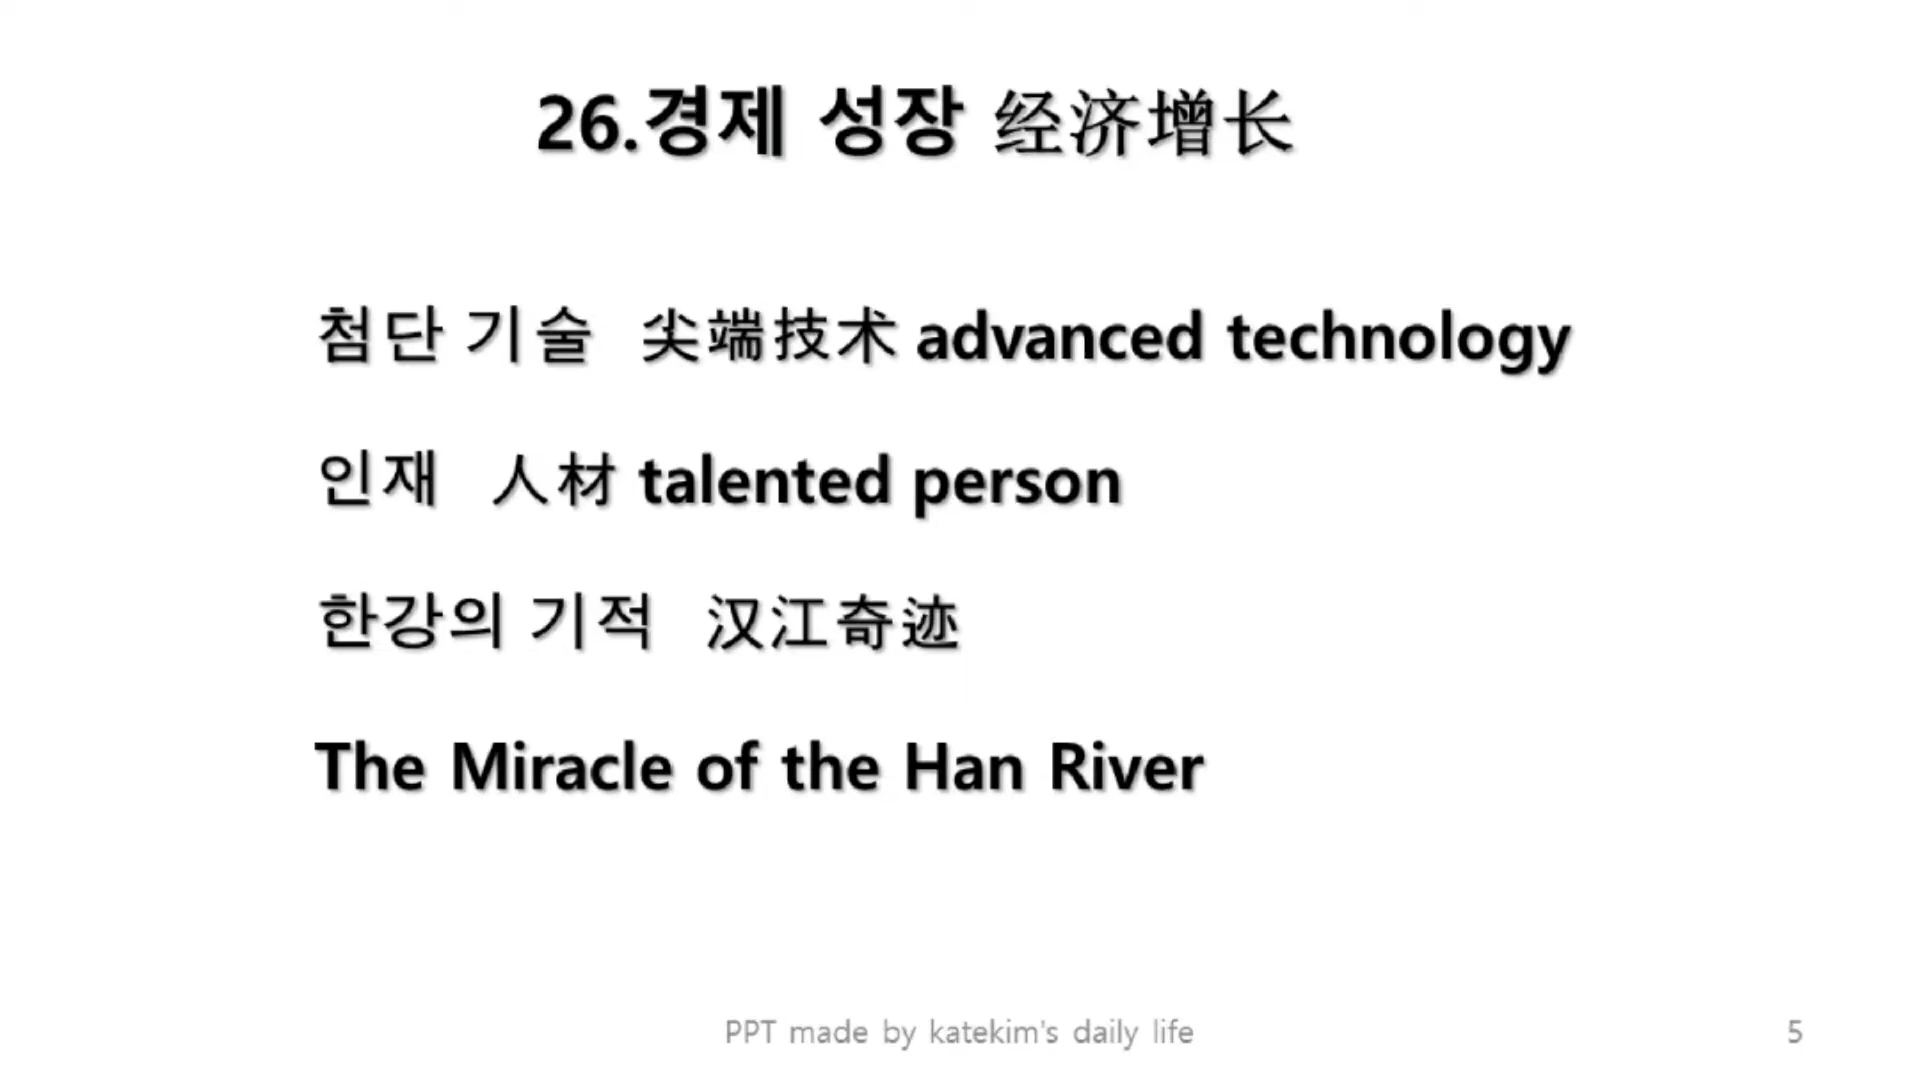 26.경제 성장 经济增长
첨단 기술 尖端技术 advanced technology
인재 人材 talented person
한강의 기적 汉江奇迹
The Miracle of the Han River
PPT made by katekim's daily life 5